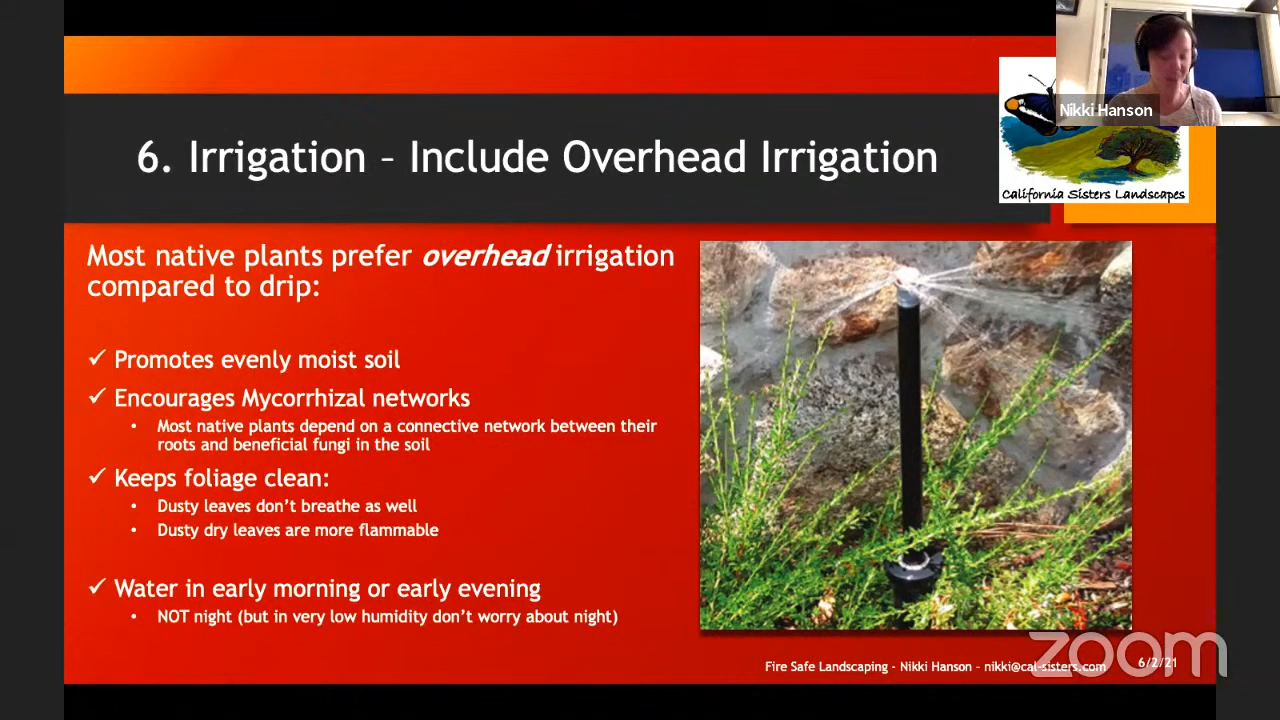 Nikki Hanson
6. Irrigation – Include Overhead Irrigation
California Sisters Landscapes
Most native plants prefer overhead irrigation
compared to drip:
✓ Promotes evenly moist soil
✓ Encourages Mycorrhizal networks
• Most native plants depend on a connective network between their
roots and beneficial fungi in the soil
✓ Keeps foliage clean:
• Dusty leaves don't breathe as well
• Dusty dry leaves are more flammable
✓ Water in early morning or early evening
• NOT night (but in very low humidity don't worry about night)
Fire Safe Landscaping - Nikki Hanson – nikki@cal-sisters.com
6/2/21
zoom